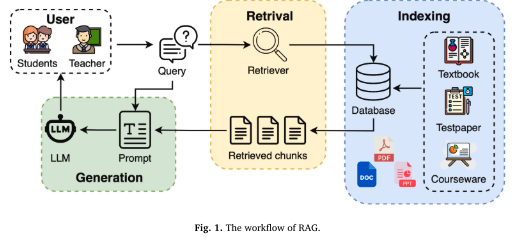 User
Students
Teacher
Query
Retrival
Retriever
Indexing
Database
Textbook
TEST
Testpaper
Courseware
PDF
DOC
PPT
Retrieved chunks
Prompt
LLM
LLM
Generation
Fig. 1. The workflow of RAG.